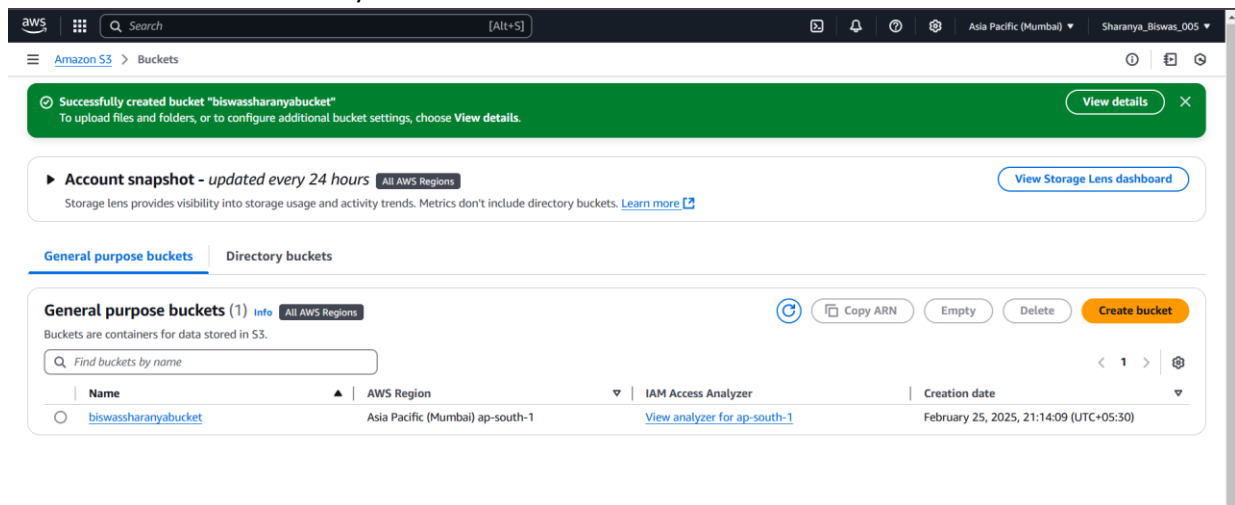 aws Search [Alt+S] Asia Pacific (Mumbai) ▼ Sharanya_Biswas_005 ▼
Amazon S3 > Buckets
Successfully created bucket "biswassharanyabucket"
To upload files and folders, or to configure additional bucket settings, choose View details.
View details
Account snapshot - updated every 24 hours All AWS Regions
View Storage Lens dashboard
Storage lens provides visibility into storage usage and activity trends. Metrics don't include directory buckets. Learn more
General purpose buckets Directory buckets
General purpose buckets (1) Info All AWS Regions
Copy ARN Empty Delete Create bucket
Buckets are containers for data stored in S3.
Find buckets by name
< 1 >
Name AWS Region IAM Access Analyzer Creation date
biswassharanyabucket Asia Pacific (Mumbai) ap-south-1 View analyzer for ap-south-1 February 25, 2025, 21:14:09 (UTC+05:30)